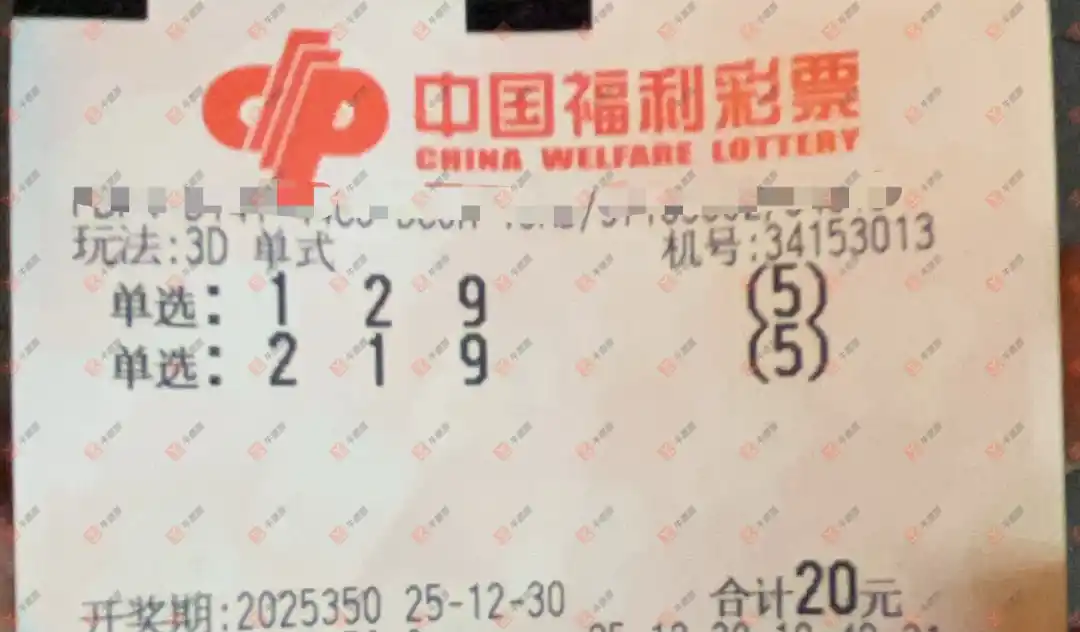 中国福利彩票
CHINA WELFARE LOTTERY
玩法:3D 单式 机号:34153013
单选: 1 2 9 (5)
单选: 2 1 9 (5)
开奖期:2025350 25-12-30 合计20元